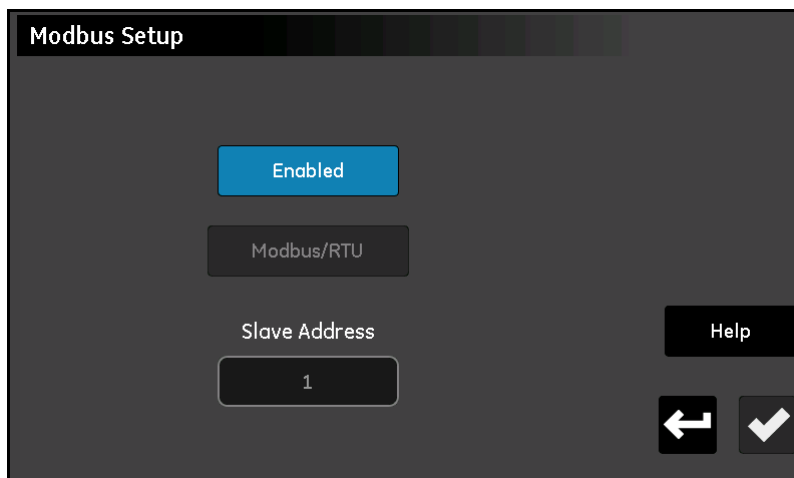 Modbus Setup
Enabled
Modbus/RTU
Slave Address
1
Help